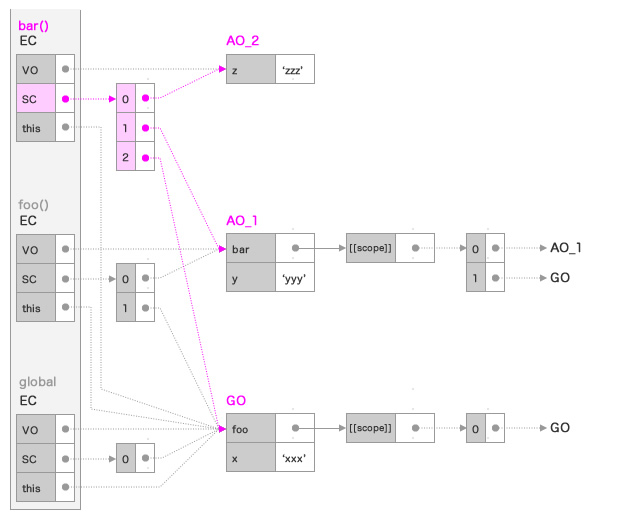 bar()
EC
AO_2
VO
z 'zzz'
SC
0
this
1
2
foo()
EC
AO_1
VO
bar
[[scope]]
0
AO_1
SC
0
y 'yyy'
1
GO
this
1
global
EC
GO
VO
foo
[[scope]]
0
GO
SC
0
x 'xxx'
this